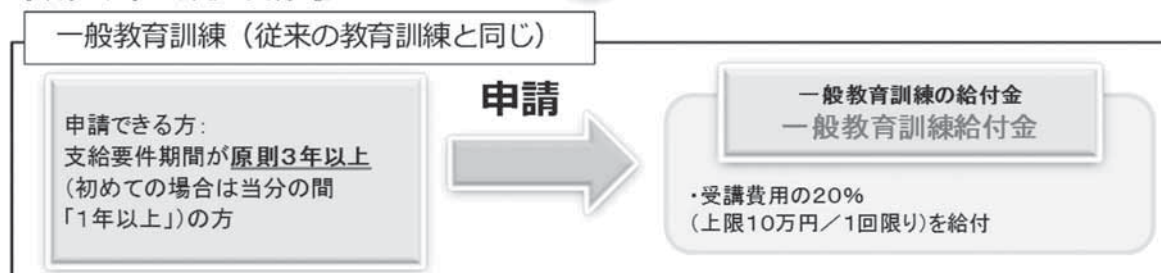 一般教育訓練（従来の教育訓練と同じ）
申請できる方：
支給要件期間が原則３年以上
（初めての場合は当分の間
「１年以上」）の方
申請
一般教育訓練の給付金
一般教育訓練給付金
・受講費用の20％
（上限10万円／1回限り）を給付